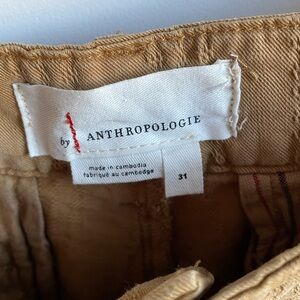 by ANTHROPOLOGIE
made in cambodia
fabriqué au cambodge
31